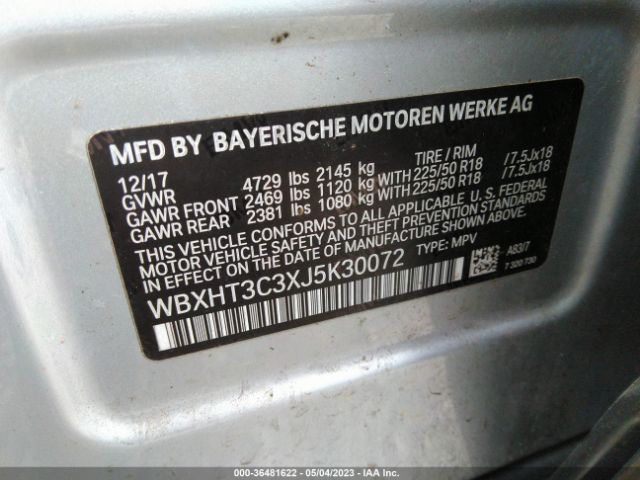 MFD BY BAYERISCHE MOTOREN WERKE AG
12/17 TIRE / RIM
GVWR 4729 lbs 2145 kg
GAWR FRONT 2469 lbs 1120 kg WITH 225/50 R18 /7.5Jx18
GAWR REAR 2381 lbs 1080 kg WITH 225/50 R18 /7.5Jx18
THIS VEHICLE CONFORMS TO ALL APPLICABLE U. S. FEDERAL
MOTOR VEHICLE SAFETY AND THEFT PREVENTION STANDARDS
IN EFFECT ON THE DATE OF MANUFACTURE SHOWN ABOVE.
WBXHT3C3XJ5K30072 TYPE: MPV A83/7
7 320 730
000-36481622 - 05/04/2023 - IAA Inc.